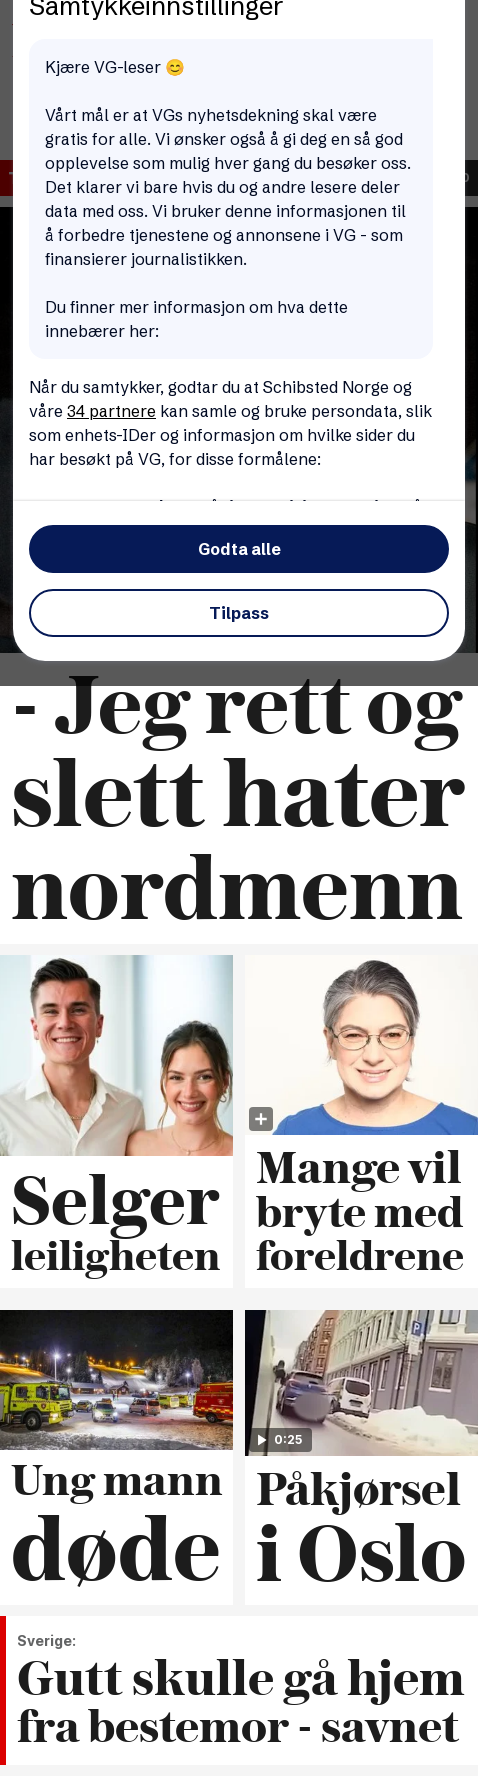 Samtykkeinnstillinger
Kjære VG-leser 😊
Vårt mål er at VGs nyhetsdekning skal være
gratis for alle. Vi ønsker også å gi deg en så god
opplevelse som mulig hver gang du besøker oss.
Det klarer vi bare hvis du og andre lesere deler
data med oss. Vi bruker denne informasjonen til
å forbedre tjenestene og annonsene i VG - som
finansierer journalistikken.
Du finner mer informasjon om hva dette
innebærer her:
Når du samtykker, godtar du at Schibsted Norge og
våre 34 partnere kan samle og bruke persondata, slik
som enhets-IDer og informasjon om hvilke sider du
har besøkt på VG, for disse formålene:
Godta alle
Tilpass
- Jeg rett og
slett hater
nordmenn
Selger
leiligheten
Mange vil
bryte med
foreldrene
Ung mann
døde
0:25
Påkjørsel
i Oslo
Sverige:
Gutt skulle gå hjem
fra bestemor - savnet